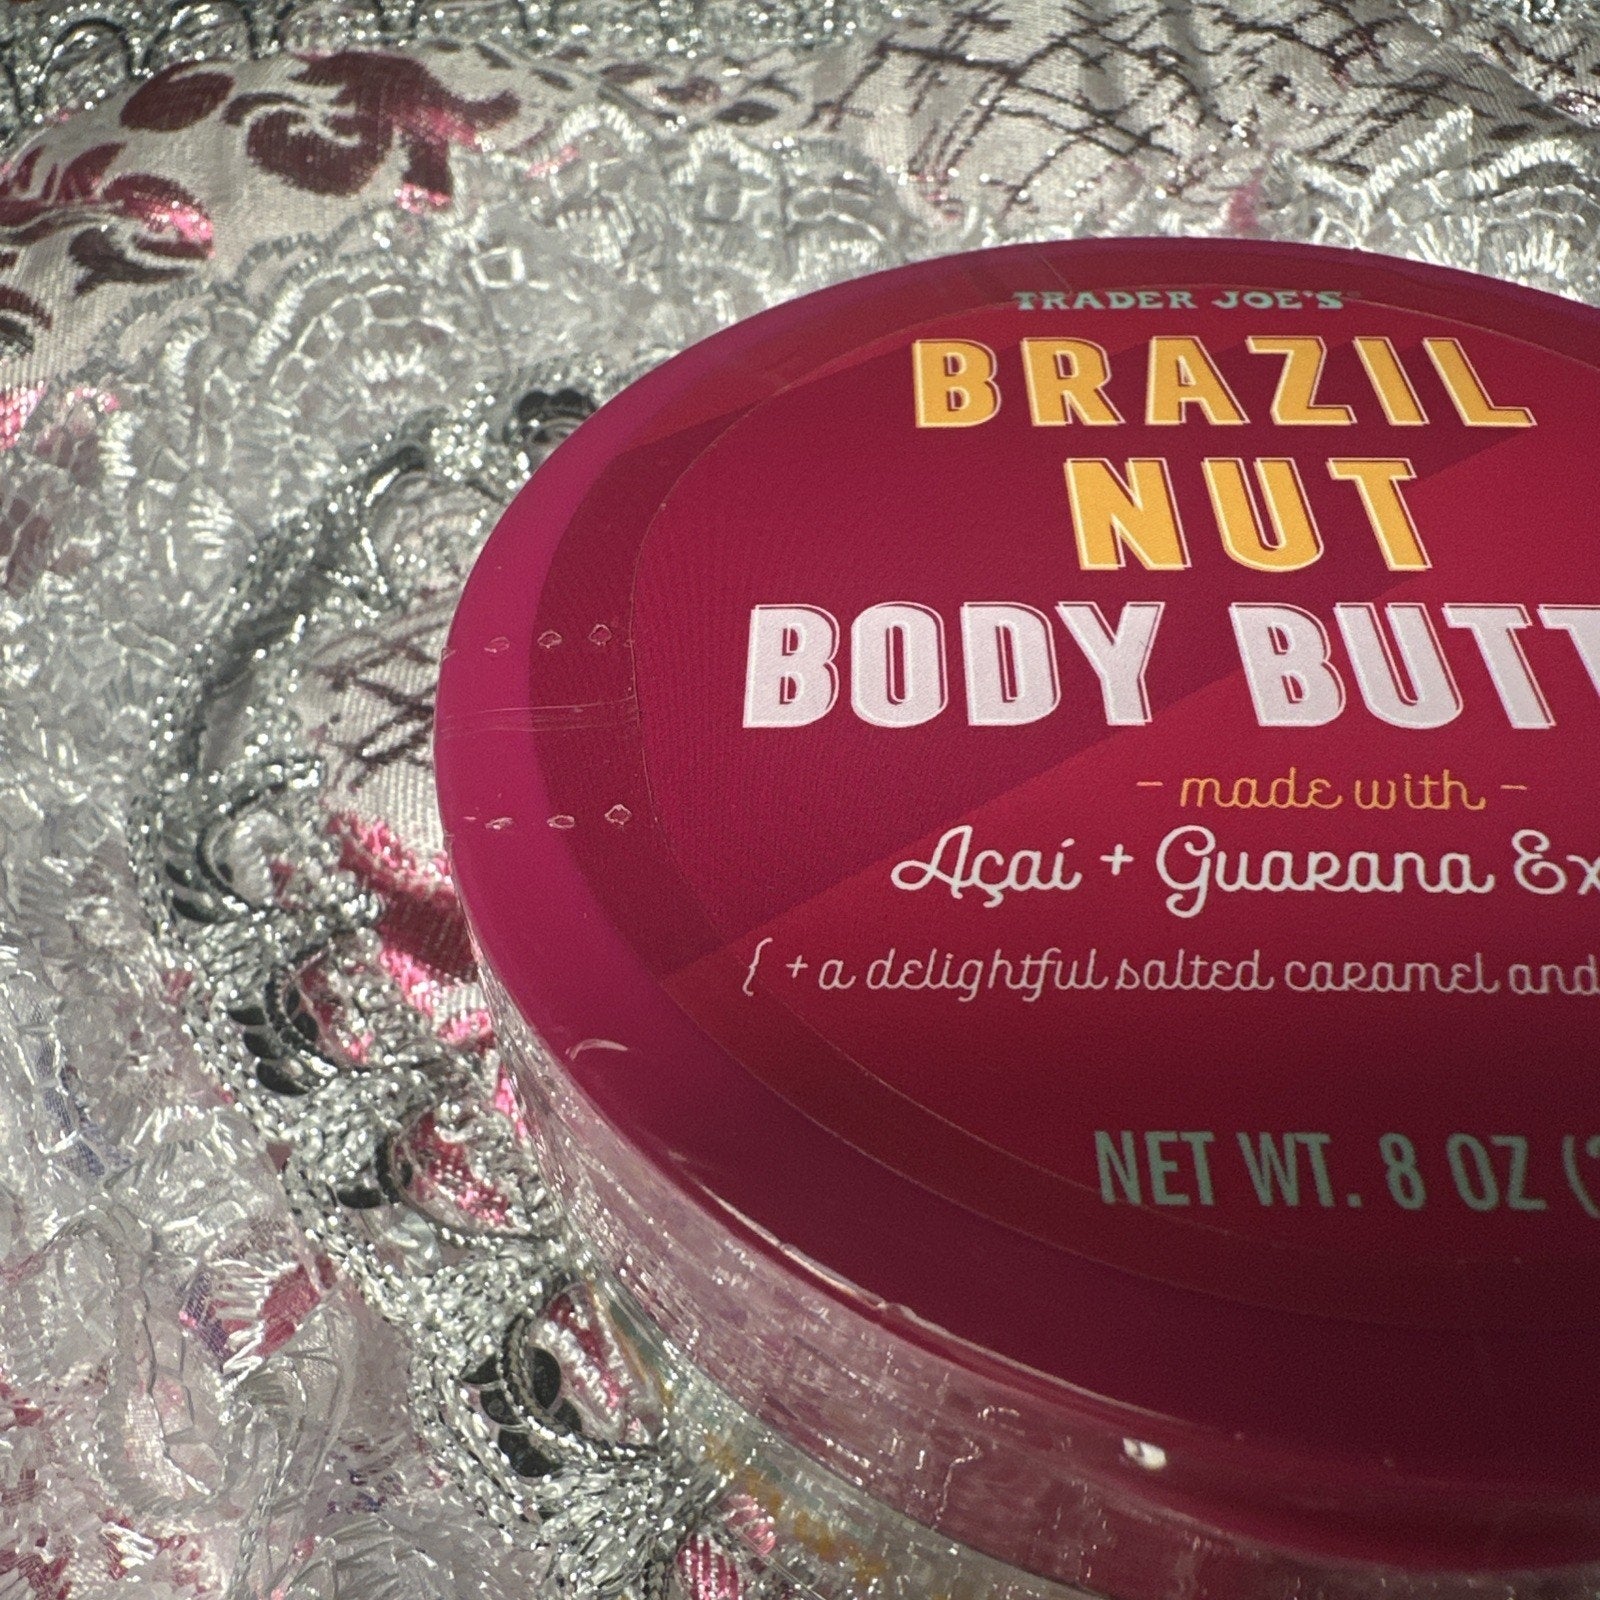 TRADER JOE'S
BRAZIL
NUT
BODY BUTT
- made with -
Açaí + Guarana Ex
{ + a delightful salted caramel and
NET WT. 8 OZ (